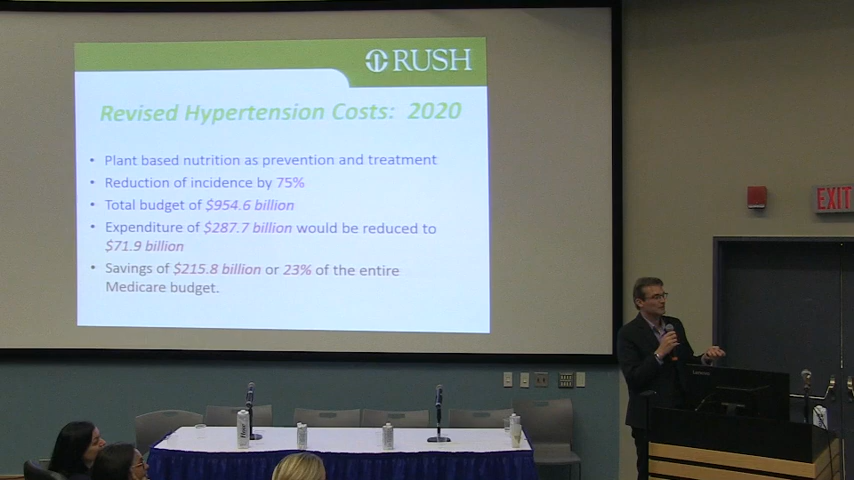 RUSH
Revised Hypertension Costs: 2020
• Plant based nutrition as prevention and treatment
• Reduction of incidence by 75%
• Total budget of $954.6 billion
• Expenditure of $287.7 billion would be reduced to
$71.9 billion
• Savings of $215.8 billion or 23% of the entire
Medicare budget.
EXIT